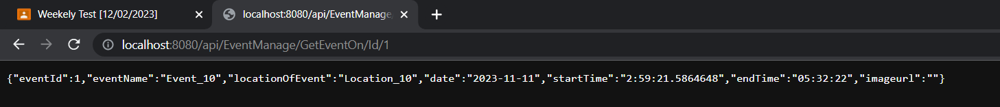 Weekely Test [12/02/2023]
localhost:8080/api/EventManage
localhost:8080/api/EventManage/GetEventOn/Id/1
{"eventId":1,"eventName":"Event_10","locationOfEvent":"Location_10","date":"2023-11-11","startTime":"2:59:21.5864648","endTime":"05:32:22","imageurl":""}